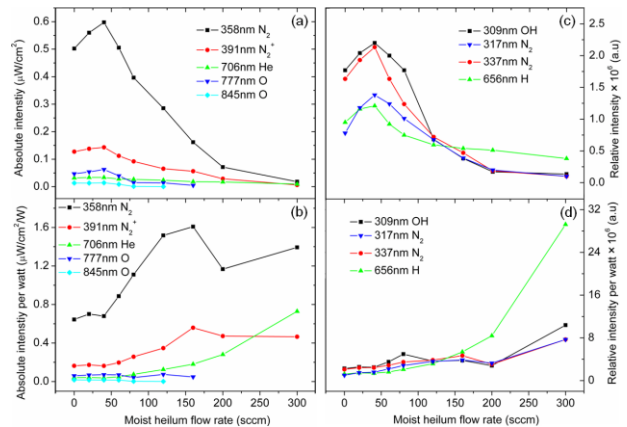 (a)
358nm N₂
391nm N₂⁺
706nm He
777nm O
845nm O
Absolute intenstiy (μW/cm²)
0.6
0.5
0.4
0.3
0.2
0.1
0.0
(b)
358nm N₂
391nm N₂⁺
706nm He
777nm O
845nm O
Absolute intensity per watt (μW/cm²/W)
1.6
1.2
0.8
0.4
0.0
0 50 100 150 200 250 300
Moist heilum flow rate (sccm)
(c)
309nm OH
317nm N₂
337nm N₂
656nm H
Relative intensity × 10⁶ (a.u)
2.5
2.0
1.5
1.0
0.5
0.0
(d)
309nm OH
317nm N₂
337nm N₂
656nm H
Relative intensity per watt × 10⁶ (a.u)
28
24
20
16
12
8
4
0
0 50 100 150 200 250 300
Moist heilum flow rate (sccm)